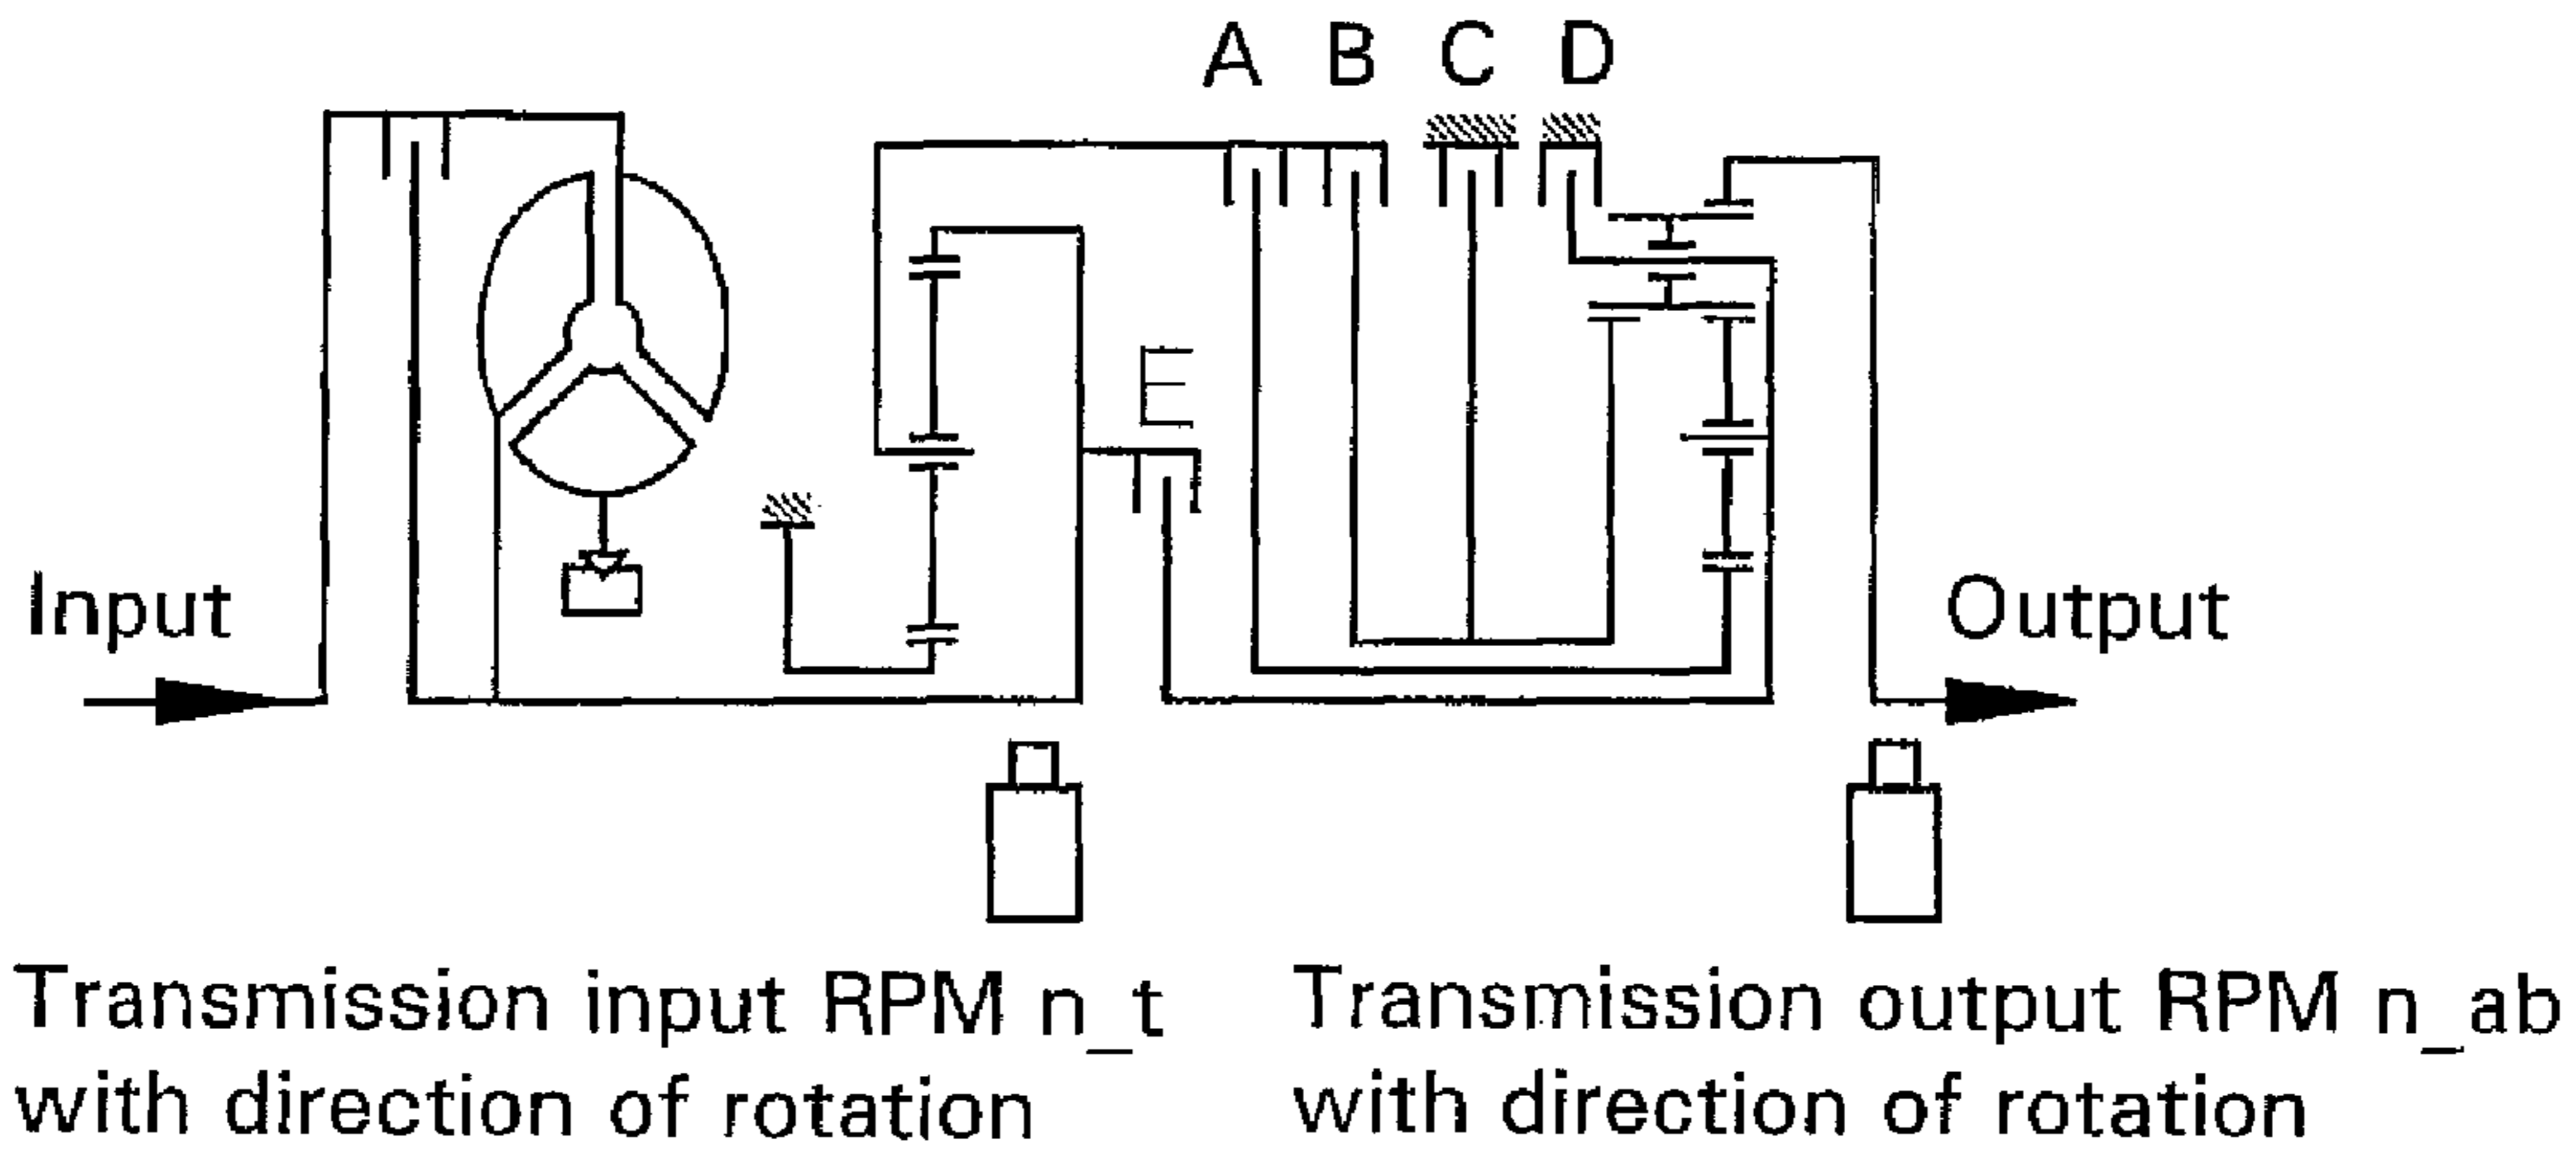 A B C D
E
Input
Output
Transmission input RPM n_t
with direction of rotation
Transmission output RPM n_ab
with direction of rotation